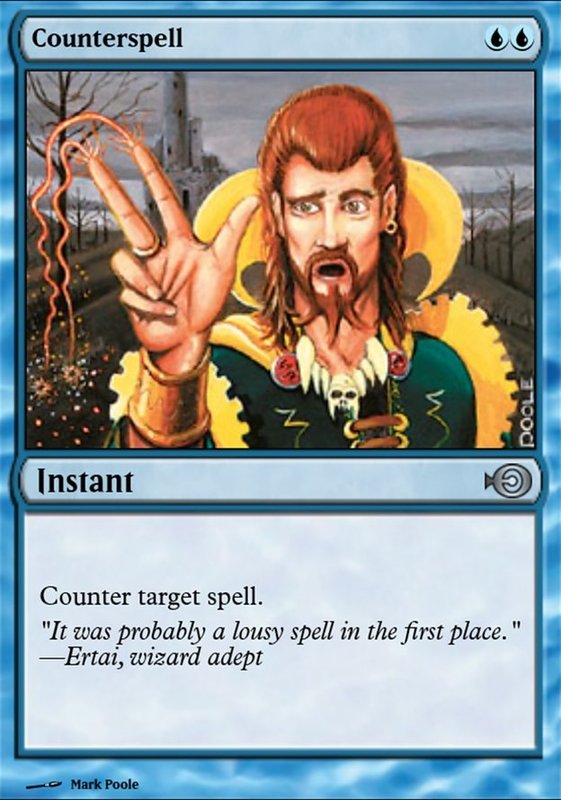 Counterspell
POOLE
Instant
Counter target spell.
"It was probably a lousy spell in the first place."
—Ertai, wizard adept
Mark Poole